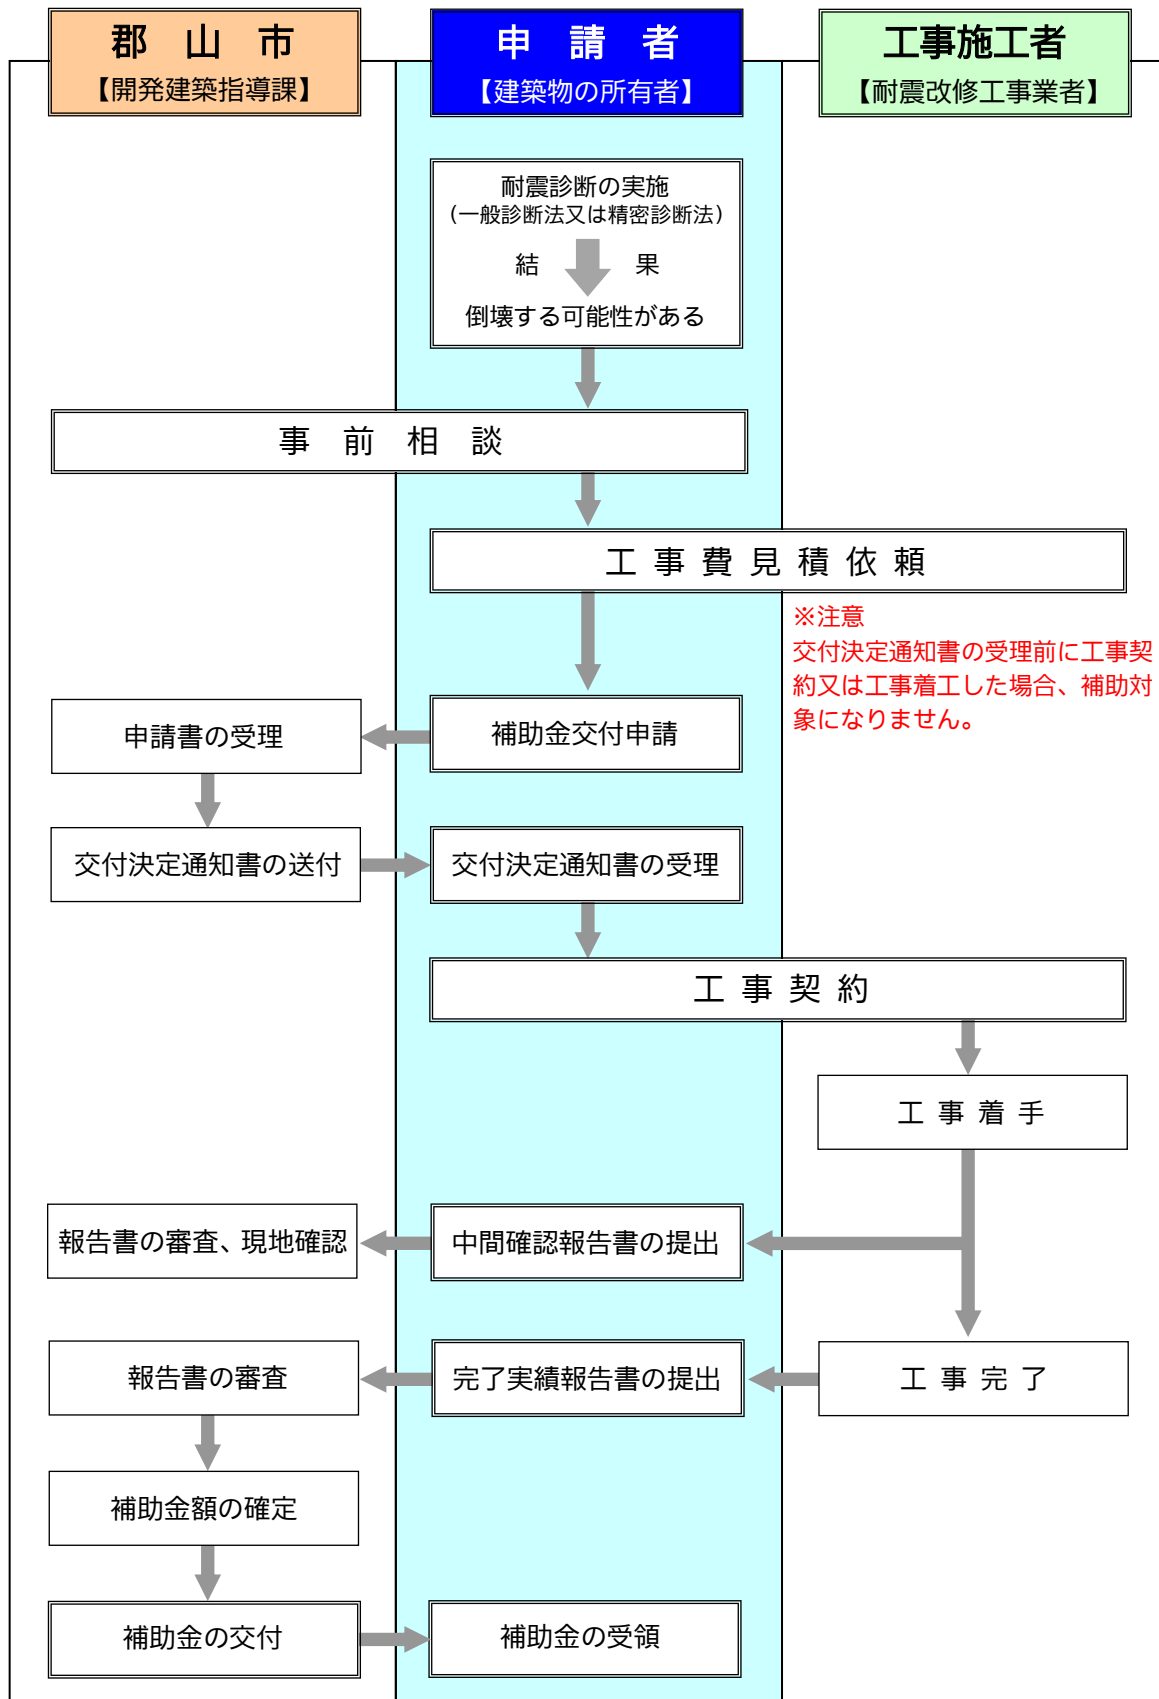 郡　山　市
【開発建築指導課】
申　請　者
【建築物の所有者】
工事施工者
【耐震改修工事業者】
耐震診断の実施
(一般診断法又は精密診断法)
結　果
倒壊する可能性がある
事　前　相　談
工 事 費 見 積 依 頼
※注意
交付決定通知書の受理前に工事契
約又は工事着工した場合、補助対
象になりません。
補助金交付申請
申請書の受理
交付決定通知書の送付
交付決定通知書の受理
工 事 契 約
工 事 着 手
報告書の審査、現地確認
中間確認報告書の提出
報告書の審査
完了実績報告書の提出
工 事 完 了
補助金額の確定
補助金の交付
補助金の受領